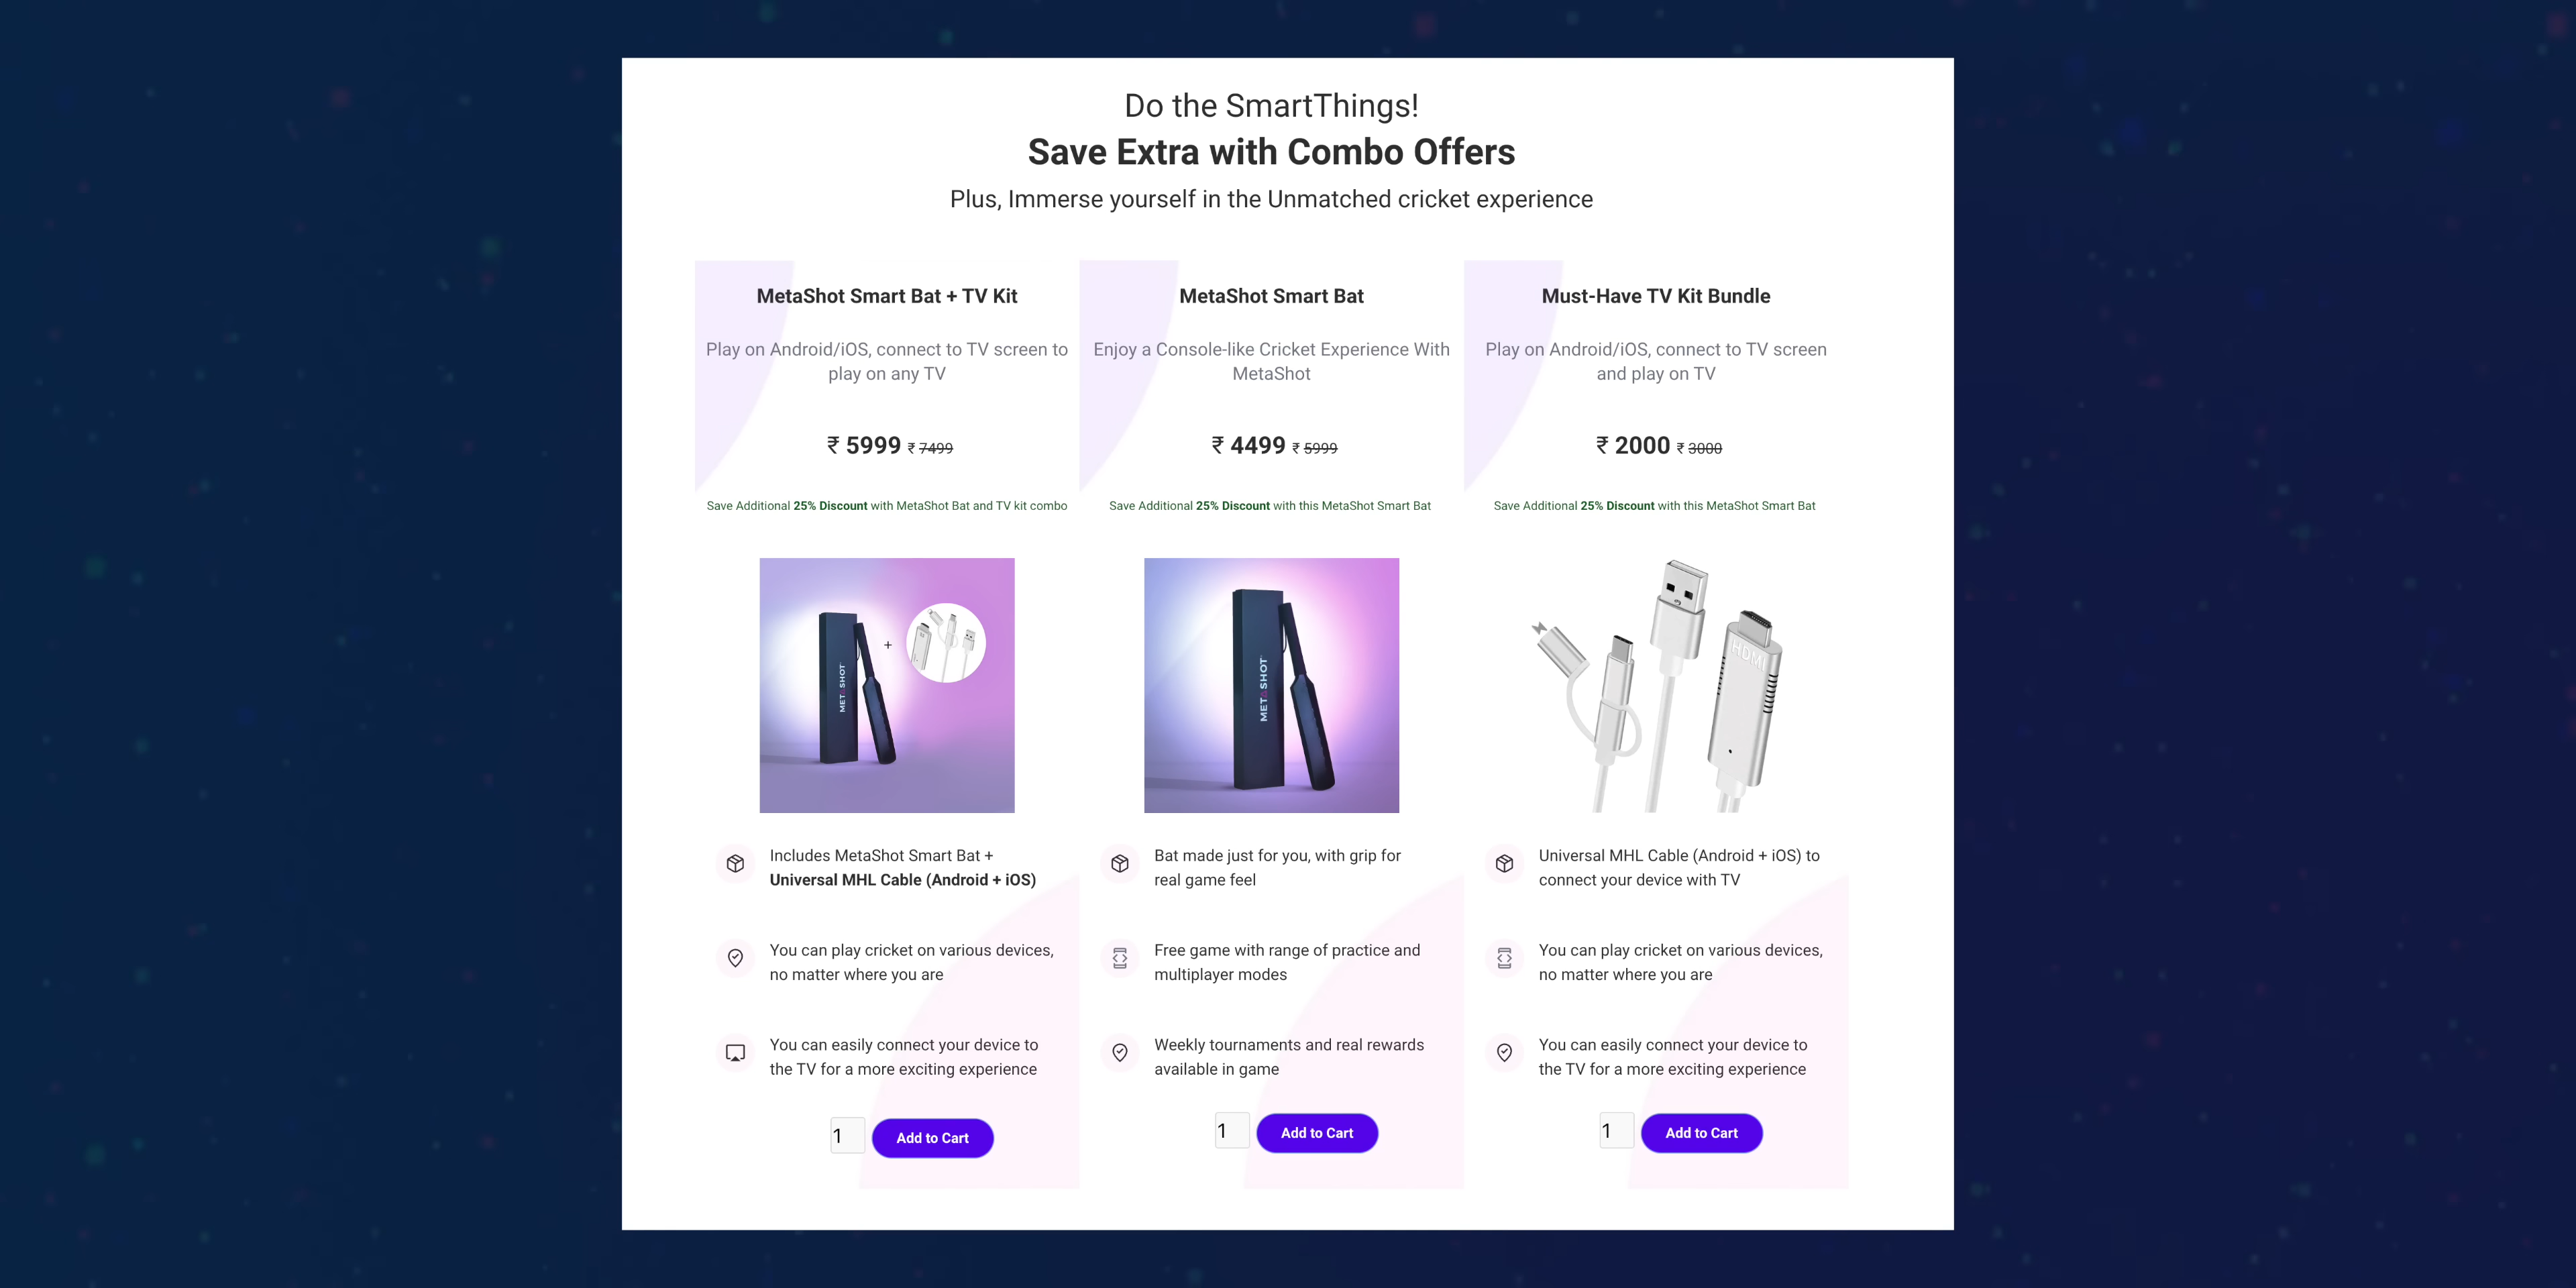 Do the SmartThings!
Save Extra with Combo Offers
Plus, Immerse yourself in the Unmatched cricket experience
MetaShot Smart Bat + TV Kit
Play on Android/iOS, connect to TV screen to
play on any TV
₹ 5999 ₹ 7499
Save Additional 25% Discount with MetaShot Bat and TV kit combo
METASHOT
+
Includes MetaShot Smart Bat +
Universal MHL Cable (Android + iOS)
You can play cricket on various devices,
no matter where you are
You can easily connect your device to
the TV for a more exciting experience
1
Add to Cart
MetaShot Smart Bat
Enjoy a Console-like Cricket Experience With
MetaShot
₹ 4499 ₹ 5999
Save Additional 25% Discount with this MetaShot Smart Bat
METASHOT
Bat made just for you, with grip for
real game feel
Free game with range of practice and
multiplayer modes
Weekly tournaments and real rewards
available in game
1
Add to Cart
Must-Have TV Kit Bundle
Play on Android/iOS, connect to TV screen
and play on TV
₹ 2000 ₹ 3000
Save Additional 25% Discount with this MetaShot Smart Bat
HDMI
Universal MHL Cable (Android + iOS) to
connect your device with TV
You can play cricket on various devices,
no matter where you are
You can easily connect your device to
the TV for a more exciting experience
1
Add to Cart